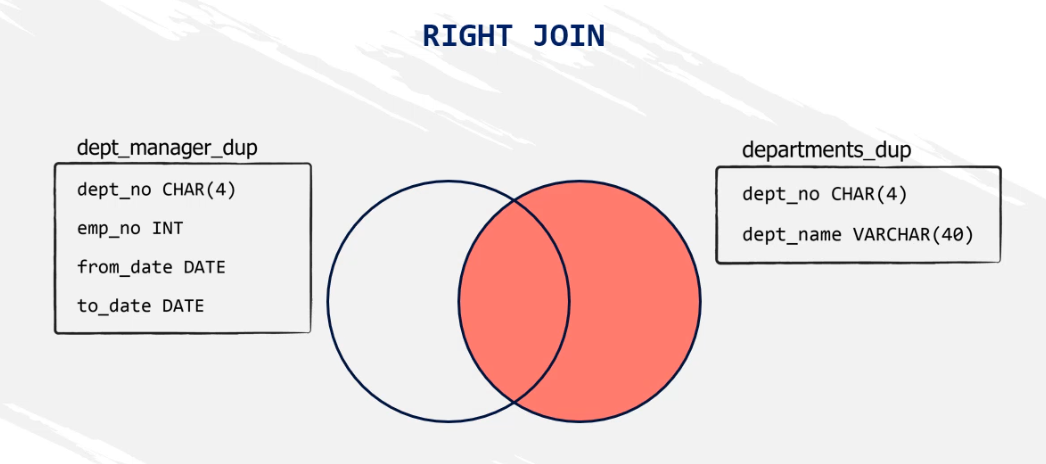 RIGHT JOIN
dept_manager_dup
dept_no CHAR(4)
emp_no INT
from_date DATE
to_date DATE
departments_dup
dept_no CHAR(4)
dept_name VARCHAR(40)